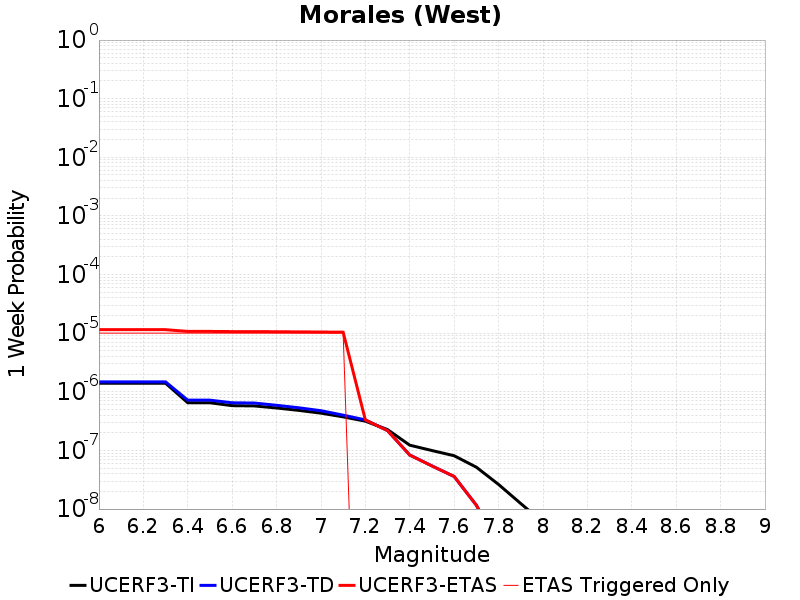 Morales (West)
10^0
10^-1
10^-2
10^-3
10^-4
10^-5
10^-6
10^-7
10^-8
1 Week Probability
6 6.2 6.4 6.6 6.8 7 7.2 7.4 7.6 7.8 8 8.2 8.4 8.6 8.8 9
Magnitude
UCERF3-TI UCERF3-TD UCERF3-ETAS ETAS Triggered Only